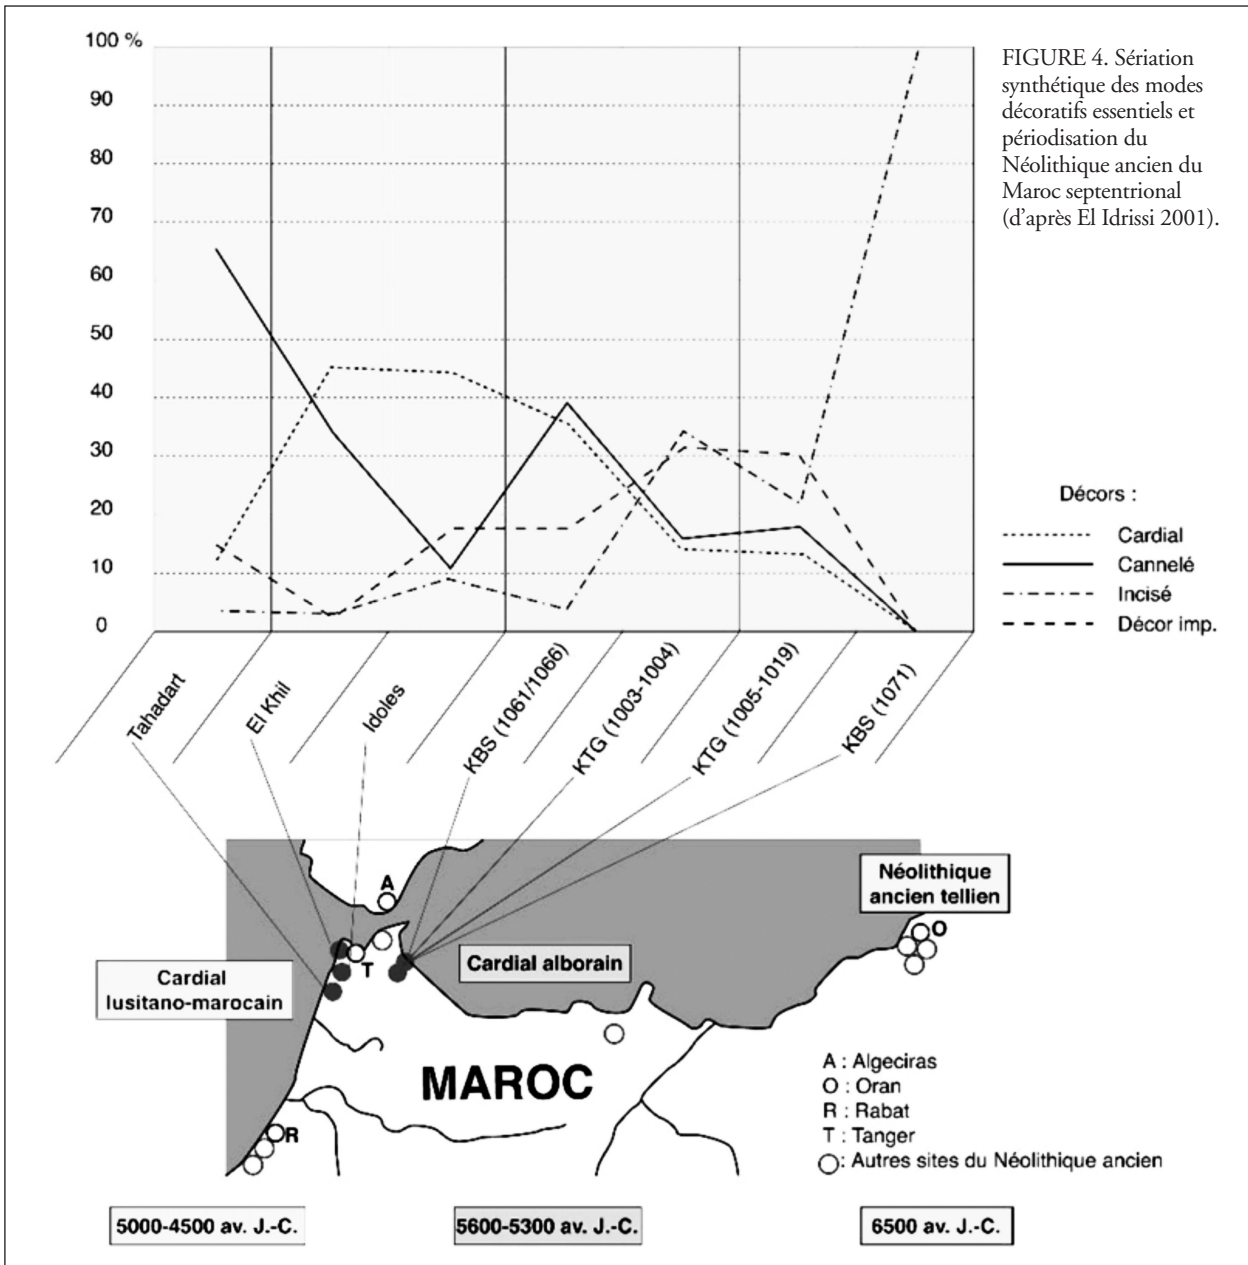 FIGURE 4. Sériation
synthétique des modes
décoratifs essentiels et
périodisation du
Néolithique ancien du
Maroc septentrional
(d'après El Idrissi 2001).
100 %
90
80
70
60
50
40
30
20
10
0
Décors :
Cardial
Cannelé
Incisé
Décor imp.
Tahadart
El Khil
Idoles
KBS (1061/1066)
KTG (1003-1004)
KTG (1005-1019)
KBS (1071)
A
Néolithique
ancien tellien
O
Cardial
lusitano-marocain
T
Cardial alborain
MAROC
R
A : Algeciras
O : Oran
R : Rabat
T : Tanger
: Autres sites du Néolithique ancien
5000-4500 av. J.-C.
5600-5300 av. J.-C.
6500 av. J.-C.